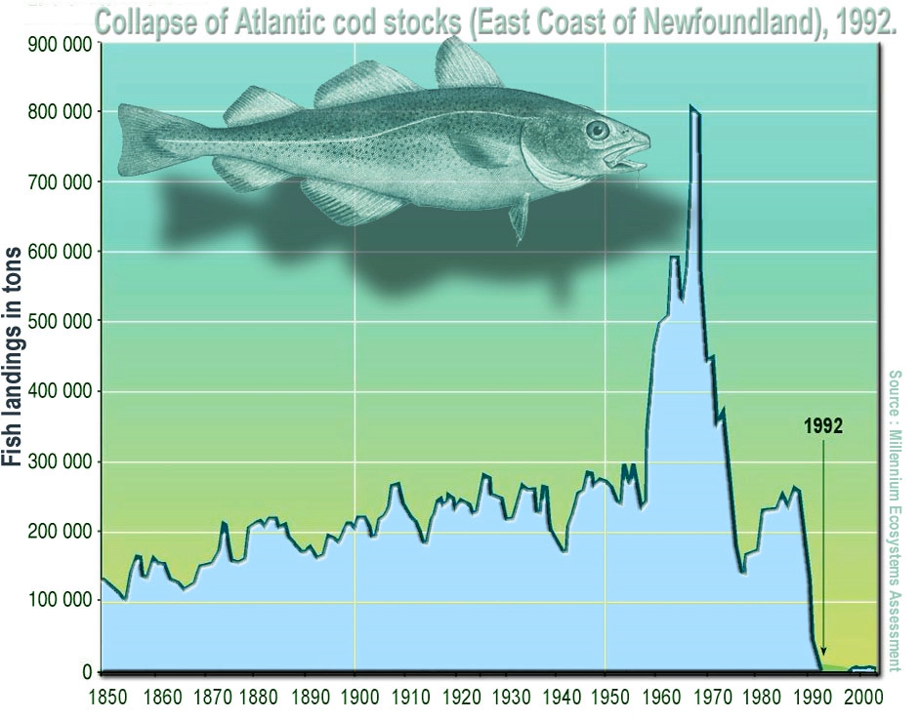 Collapse of Atlantic cod stocks (East Coast of Newfoundland), 1992.
900 000
800 000
700 000
600 000
500 000
400 000
300 000
200 000
100 000
0
Fish landings in tons
1992
Source : Millennium Ecosystems Assessment
1850 1860 1870 1880 1890 1900 1910 1920 1930 1940 1950 1960 1970 1980 1990 2000